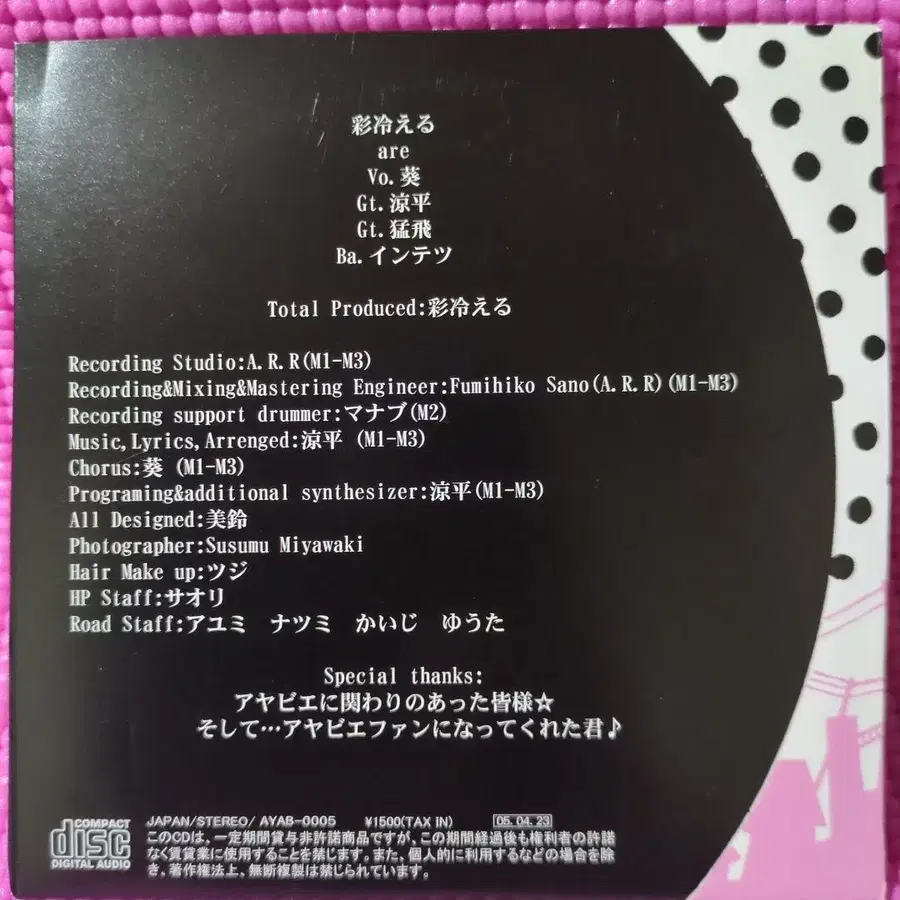 彩冷える
are
Vo.葵
Gt.涼平
Gt.猛飛
Ba.インテツ
Total Produced:彩冷える
Recording Studio:A.R.R(M1-M3)
Recording&Mixing&Mastering Engineer:Fumihiko Sano(A.R.R)(M1-M3)
Recording support drummer:マナブ(M2)
Music,Lyrics,Arranged:涼平 (M1-M3)
Chorus:葵 (M1-M3)
Programing&additional synthesizer:涼平(M1-M3)
All Designed:美鈴
Photographer:Susumu Miyawaki
Hair Make up:ツジ
HP Staff:サオリ
Road Staff:アユミ　ナツミ　かいじ　ゆうた
Special thanks:
アヤビエに関わりのあった皆様☆
そして…アヤビエファンになってくれた君♪
COMPACT
disc
DIGITAL AUDIO
JAPAN/STEREO/ AYAB-0005　¥1500(TAX IN)　05.04.23
このCDは、一定期間貸与非許諾商品ですが、この期間経過後も権利者の許諾
なく賃貸業に使用することを禁じます。また、個人的に利用するなどの場合を除
き、著作権法上、無断複製は禁じられています。